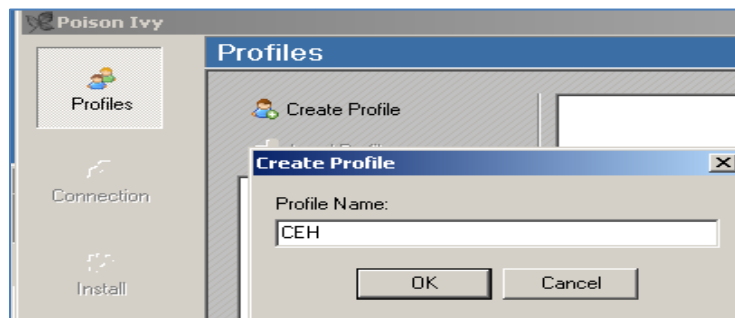 Poison Ivy
Profiles
Profiles
Create Profile
Create Profile
Connection
Profile Name:
CEH
OK
Cancel
Install